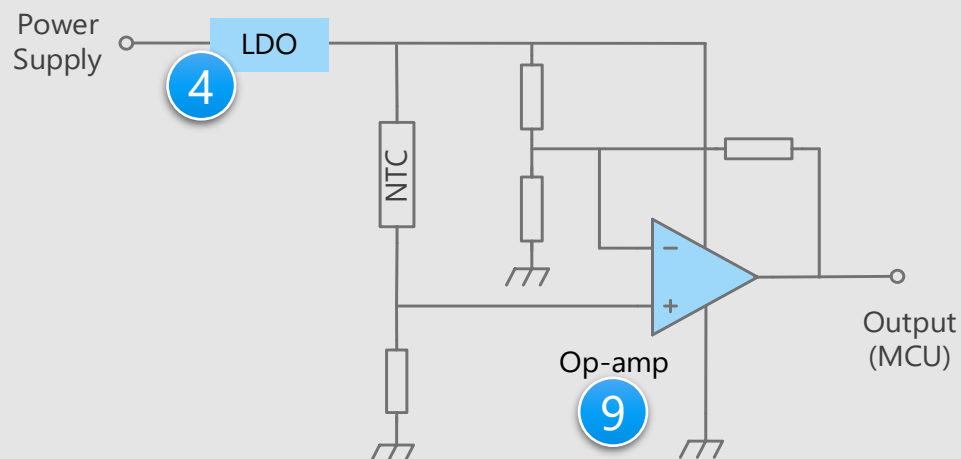 Power
Supply
LDO
4
NTC
−
+
Op-amp
9
Output
(MCU)